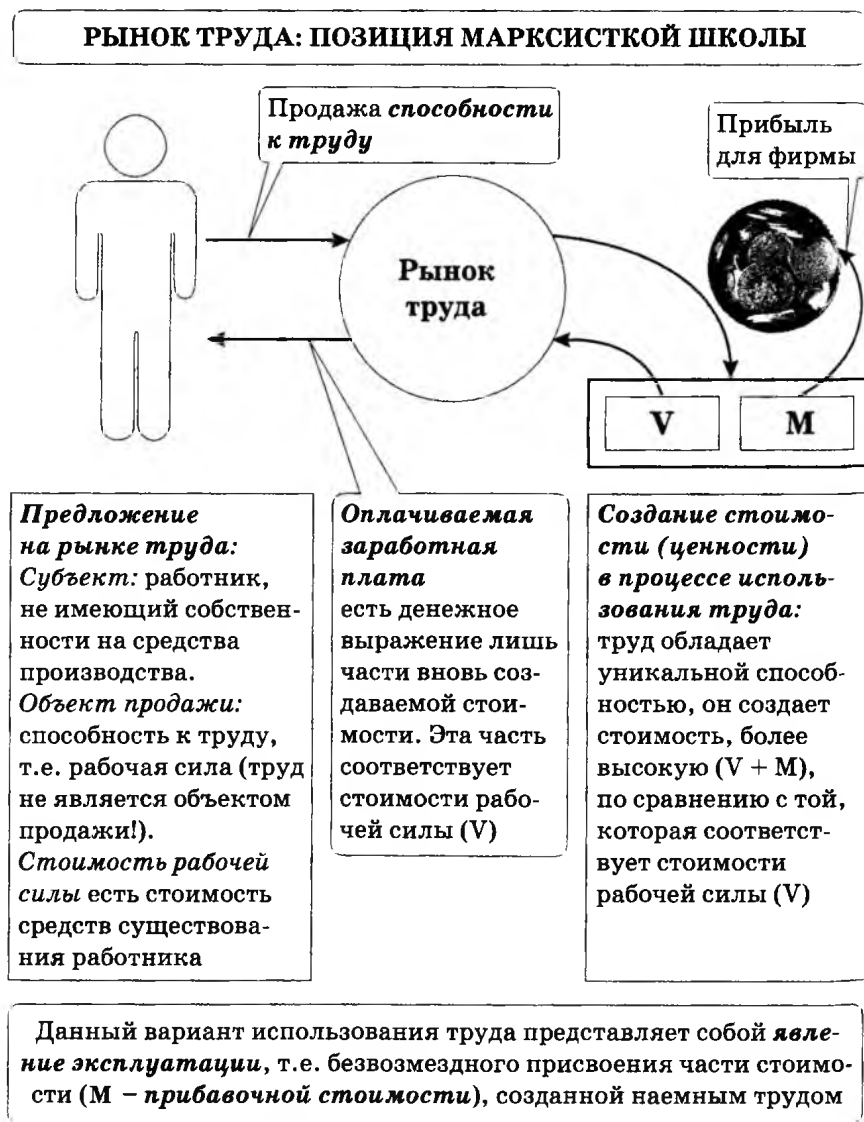 РЫНОК ТРУДА: ПОЗИЦИЯ МАРКСИСТКОЙ ШКОЛЫ
Продажа способности
к труду
Прибыль
для фирмы
Рынок
труда
V
M
Предложение
на рынке труда:
Субъект: работник,
не имеющий собствен-
ности на средства
производства.
Объект продажи:
способность к труду,
т.е. рабочая сила (труд
не является объектом
продажи!).
Стоимость рабочей
силы есть стоимость
средств существова-
ния работника
Оплачиваемая
заработная
плата
есть денежное
выражение лишь
части вновь соз-
даваемой стои-
мости. Эта часть
соответствует
стоимости рабо-
чей силы (V)
Создание стоимо-
сти (ценности)
в процессе исполь-
зования труда:
труд обладает
уникальной способ-
ностью, он создает
стоимость, более
высокую (V + M),
по сравнению с той,
которая соответст-
вует стоимости
рабочей силы (V)
Данный вариант использования труда представляет собой явле-
ние эксплуатации, т.е. безвозмездного присвоения части стоимо-
сти (M – прибавочной стоимости), созданной наемным трудом